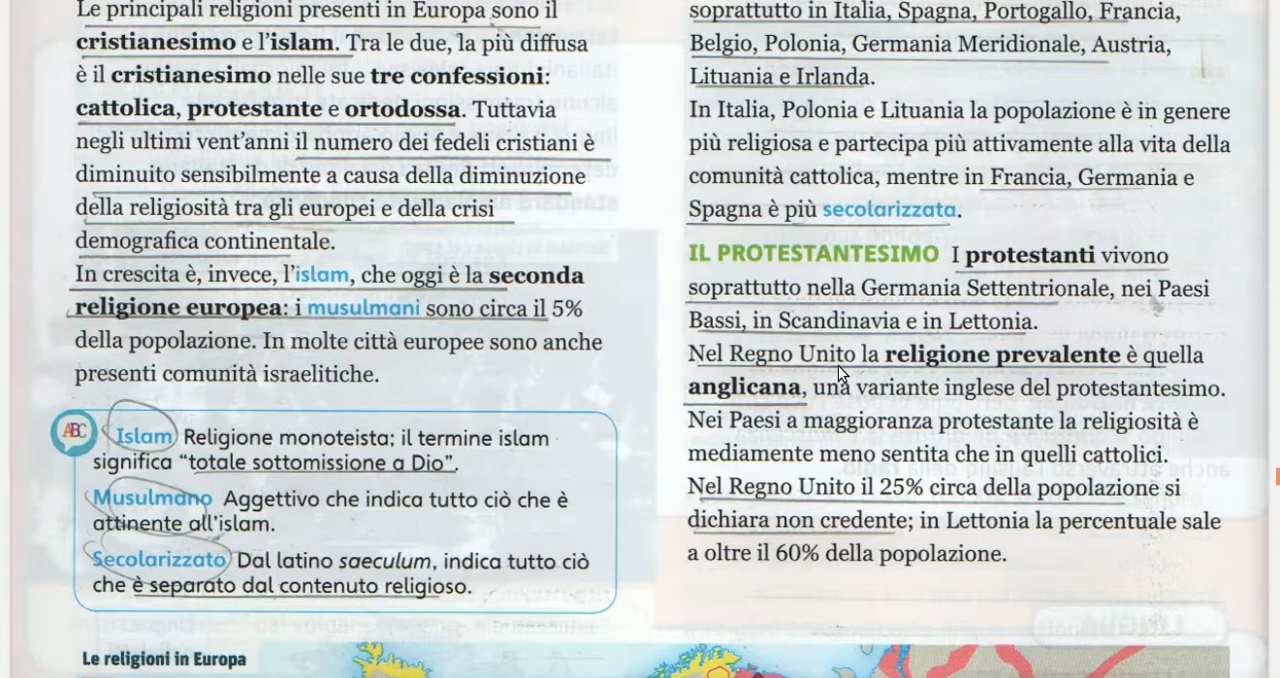 Le principali religioni presenti in Europa sono il
cristianesimo e l'islam. Tra le due, la più diffusa
è il cristianesimo nelle sue tre confessioni:
cattolica, protestante e ortodossa. Tuttavia
negli ultimi vent'anni il numero dei fedeli cristiani è
diminuito sensibilmente a causa della diminuzione
della religiosità tra gli europei e della crisi
demografica continentale.
In crescita è, invece, l'islam, che oggi è la seconda
religione europea: i musulmani sono circa il 5%
della popolazione. In molte città europee sono anche
presenti comunità israelitiche.
ABC
Islam Religione monoteista; il termine islam
significa “totale sottomissione a Dio”.
Musulmano Aggettivo che indica tutto ciò che è
attinente all'islam.
Secolarizzato Dal latino saeculum, indica tutto ciò
che è separato dal contenuto religioso.
soprattutto in Italia, Spagna, Portogallo, Francia,
Belgio, Polonia, Germania Meridionale, Austria,
Lituania e Irlanda.
In Italia, Polonia e Lituania la popolazione è in genere
più religiosa e partecipa più attivamente alla vita della
comunità cattolica, mentre in Francia, Germania e
Spagna è più secolarizzata.
IL PROTESTANTESIMO I protestanti vivono
soprattutto nella Germania Settentrionale, nei Paesi
Bassi, in Scandinavia e in Lettonia.
Nel Regno Unito la religione prevalente è quella
anglicana, una variante inglese del protestantesimo.
Nei Paesi a maggioranza protestante la religiosità è
mediamente meno sentita che in quelli cattolici.
Nel Regno Unito il 25% circa della popolazione si
dichiara non credente; in Lettonia la percentuale sale
a oltre il 60% della popolazione.
Le religioni in Europa